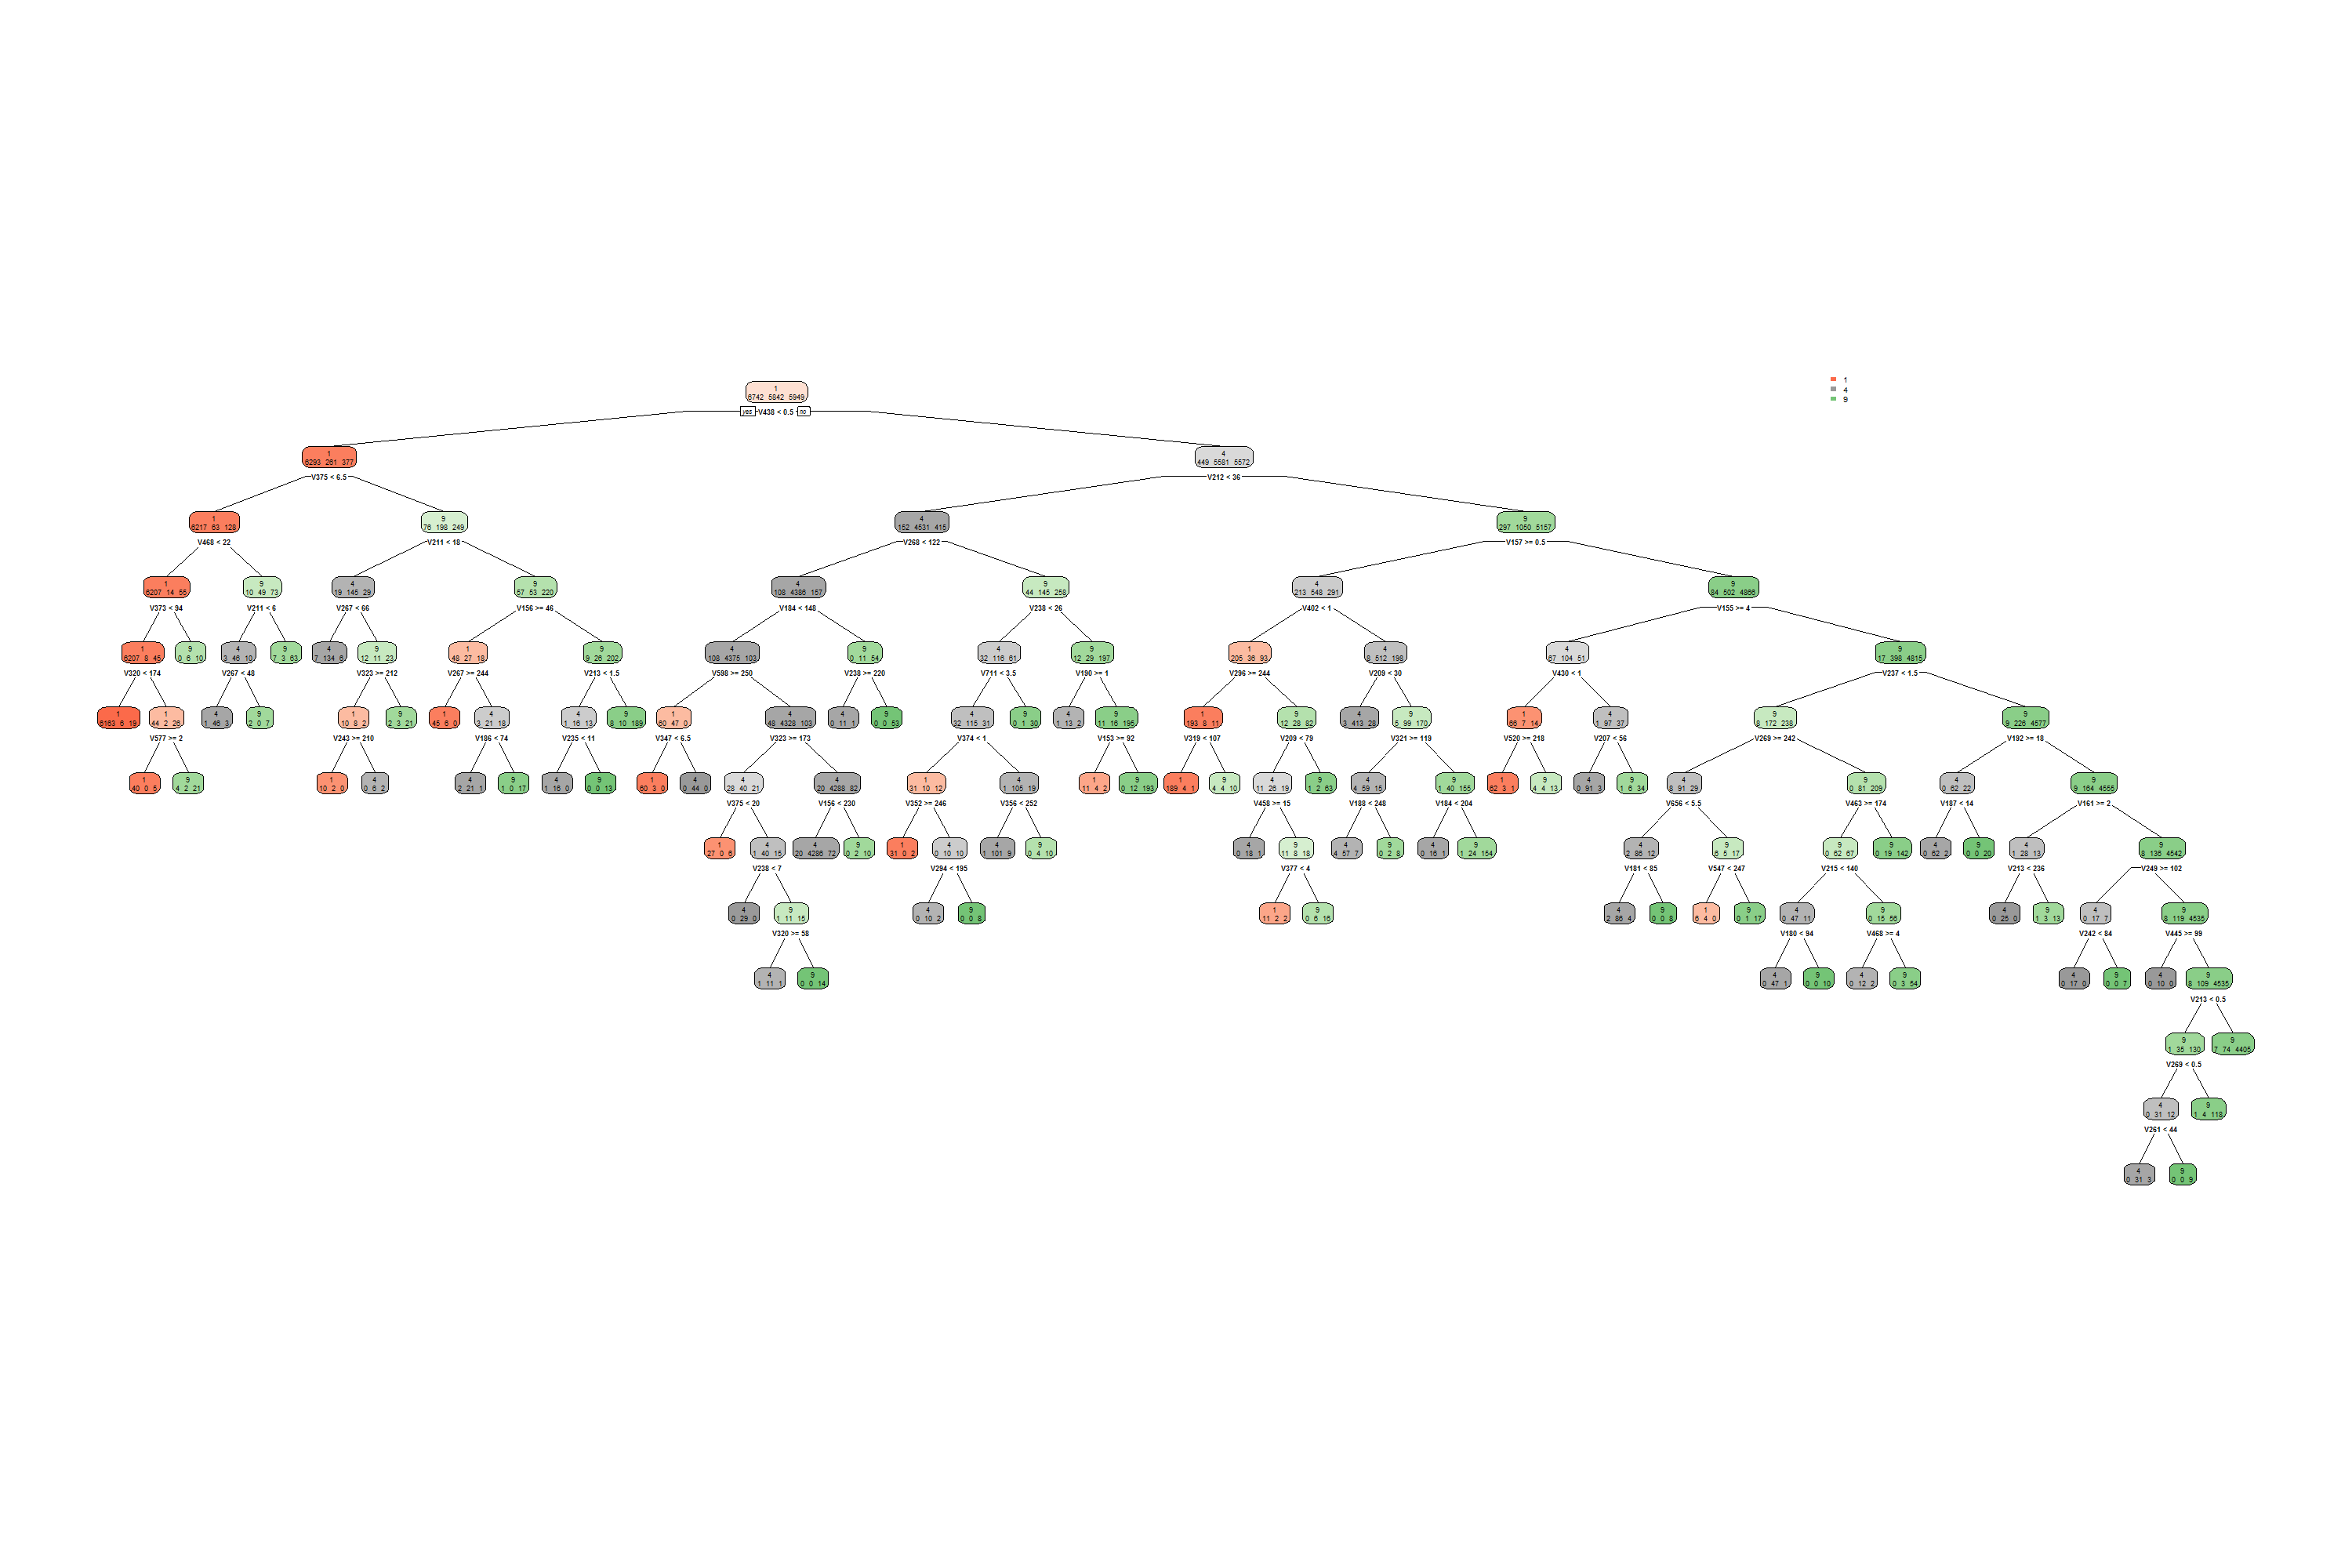 1
6742 5842 5949
yes V438 < 0.5 no
1
4
9
1
6293 261 377
V375 < 6.5
4
449 5581 5572
V212 < 36
1
6217 63 128
V468 < 22
9
76 198 249
V211 < 18
4
152 4531 415
V268 < 122
9
297 1050 5157
V157 >= 0.5
1
6207 14 55
V373 < 94
9
10 49 73
V211 < 6
4
19 145 29
V267 < 66
9
57 53 220
V156 >= 46
4
108 4386 157
V184 < 148
9
44 145 258
V238 < 26
4
213 548 291
V402 < 1
9
84 502 4866
V155 >= 4
1
6207 8 45
V320 < 174
9
0 6 10
4
3 46 10
V267 < 48
9
7 3 63
4
7 134 6
9
12 11 23
V323 >= 212
1
48 27 18
V267 >= 244
9
9 26 202
V213 < 1.5
4
108 4375 103
V598 >= 250
9
0 11 54
V238 >= 220
4
32 116 61
V711 < 3.5
9
12 29 197
V190 >= 1
1
205 36 93
V296 >= 244
4
8 512 198
V209 < 30
4
67 104 51
V430 < 1
9
17 398 4815
V237 < 1.5
1
6163 6 19
1
44 2 26
V577 >= 2
4
1 46 3
9
2 0 7
1
10 8 2
V243 >= 210
9
2 3 21
1
45 6 0
4
3 21 18
V186 < 74
4
1 16 13
V235 < 11
9
8 10 189
1
60 47 0
V347 < 6.5
4
48 4328 103
V323 >= 173
4
0 11 1
9
0 0 53
4
32 115 31
V374 < 1
9
0 1 30
4
1 13 2
9
11 16 195
V153 >= 92
1
193 8 11
V319 < 107
9
12 28 82
V209 < 79
4
3 413 28
9
5 99 170
V321 >= 119
1
66 7 14
V520 >= 218
4
1 97 37
V207 < 56
9
8 172 238
V269 >= 242
9
9 226 4577
V192 >= 18
1
40 0 5
9
4 2 21
1
10 2 0
4
0 6 2
4
2 21 1
9
1 0 17
4
1 16 0
9
0 0 13
1
60 3 0
4
0 44 0
4
28 40 21
V375 < 20
4
20 4288 82
V156 < 230
1
31 10 12
V352 >= 246
4
1 105 19
V356 < 252
1
11 4 2
9
0 12 193
1
189 4 1
9
4 4 10
4
11 26 19
V458 >= 15
9
1 2 63
4
4 59 15
V188 < 248
9
1 40 155
V184 < 204
1
62 3 1
9
4 4 13
4
0 91 3
9
1 6 34
4
8 91 29
V656 < 5.5
9
0 81 209
V463 >= 174
4
0 62 22
V187 < 14
9
9 164 4555
V161 >= 2
1
27 0 6
4
1 40 15
V238 < 7
4
20 4286 72
9
0 2 10
1
31 0 2
4
0 10 10
V294 < 195
4
1 101 9
9
0 4 10
4
0 18 1
9
11 8 18
V377 < 4
4
4 57 7
9
0 2 8
4
0 16 1
9
1 24 154
4
2 86 12
V181 < 85
9
6 5 17
V547 < 247
9
0 62 67
V215 < 140
9
0 19 142
4
0 62 2
9
0 0 20
4
1 28 13
V213 < 236
9
8 136 4542
V249 >= 102
4
0 29 0
9
1 11 15
V320 >= 58
4
0 10 2
9
0 0 8
1
11 2 2
9
0 6 16
4
2 86 4
9
0 0 8
1
6 4 0
9
0 1 17
4
0 47 11
V180 < 94
9
0 15 56
V468 >= 4
4
0 25 0
9
1 3 13
4
0 17 7
V242 < 84
9
8 119 4535
V445 >= 99
4
1 11 1
9
0 0 14
4
0 47 1
9
0 0 10
4
0 12 2
9
0 3 54
4
0 17 0
9
0 0 7
4
0 10 0
9
8 109 4535
V213 < 0.5
9
1 35 130
V269 < 0.5
9
7 74 4405
4
0 31 12
V261 < 44
9
1 4 118
4
0 31 3
9
0 0 9